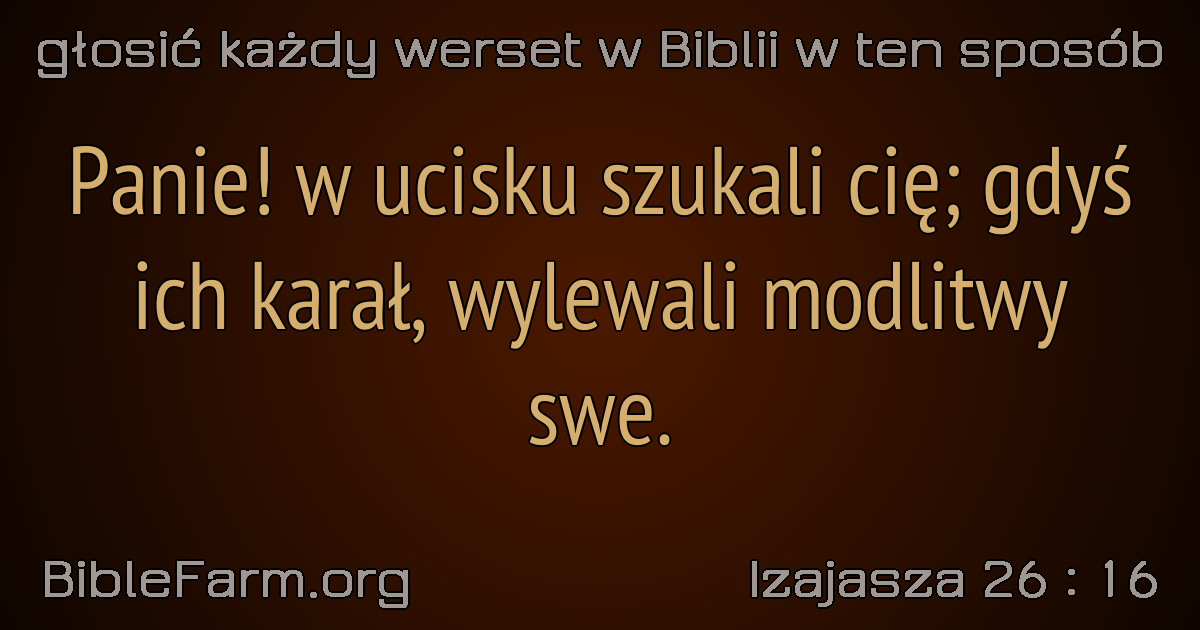 głosić każdy werset w Biblii w ten sposób
Panie! w ucisku szukali cię; gdyś
ich karał, wylewali modlitwy
swe.
BibleFarm.org
Izajasza 26 : 16